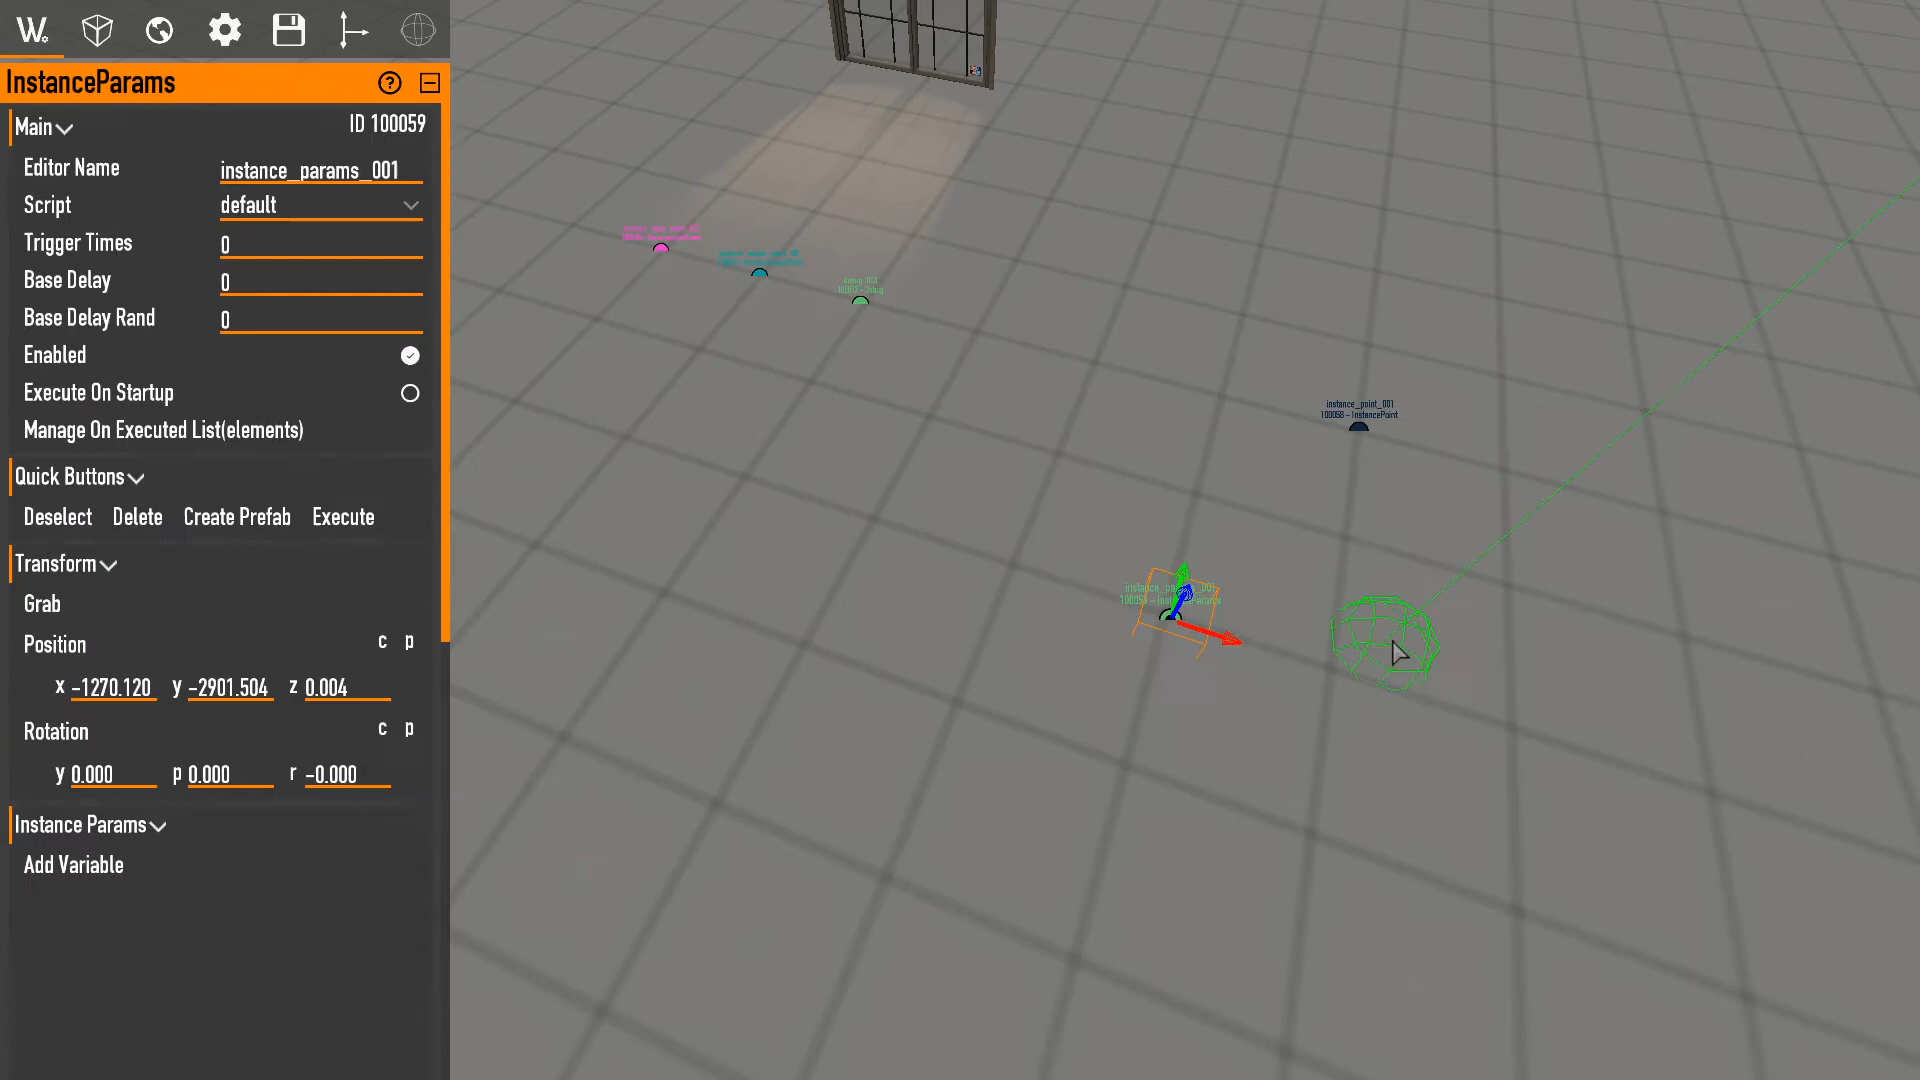 InstanceParams
Main
ID 100059
Editor Name
instance_params_001
Script
default
Trigger Times
0
Base Delay
0
Base Delay Rand
0
Enabled
Execute On Startup
Manage On Executed List(elements)
Quick Buttons
Deselect
Delete
Create Prefab
Execute
Transform
Grab
Position
c
p
x
-1270.120
y
-2901.504
z
0.004
Rotation
c
p
y
0.000
p
0.000
r
-0.000
Instance Params
Add Variable
instance_point_001
100058 - InstancePoint